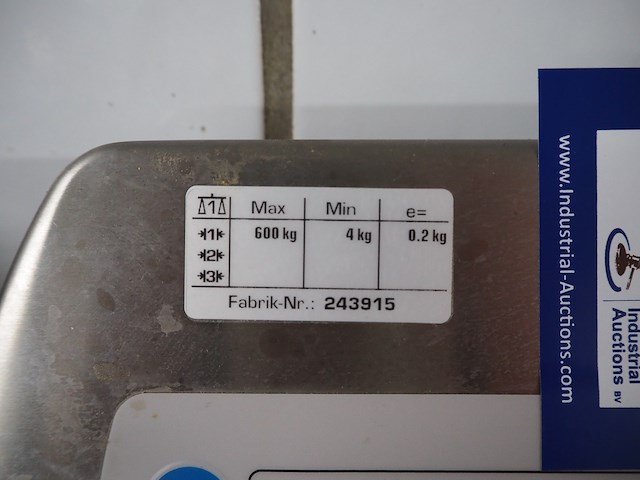 1 Max Min e=
1 600 kg 4 kg 0.2 kg
2
3
Fabrik-Nr.: 243915
www.Industrial-Auctions.com
Industrial
Auctions BV